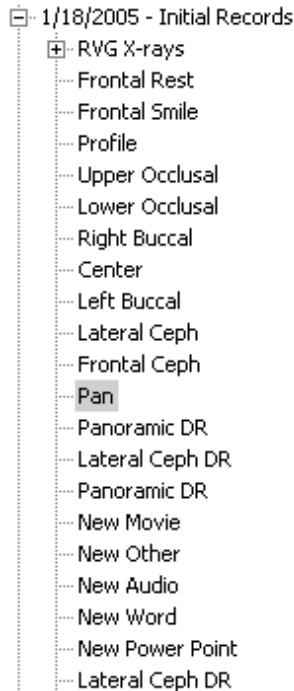 1/18/2005 - Initial Records
RVG X-rays
Frontal Rest
Frontal Smile
Profile
Upper Occlusal
Lower Occlusal
Right Buccal
Center
Left Buccal
Lateral Ceph
Frontal Ceph
Pan
Panoramic DR
Lateral Ceph DR
Panoramic DR
New Movie
New Other
New Audio
New Word
New Power Point
Lateral Ceph DR